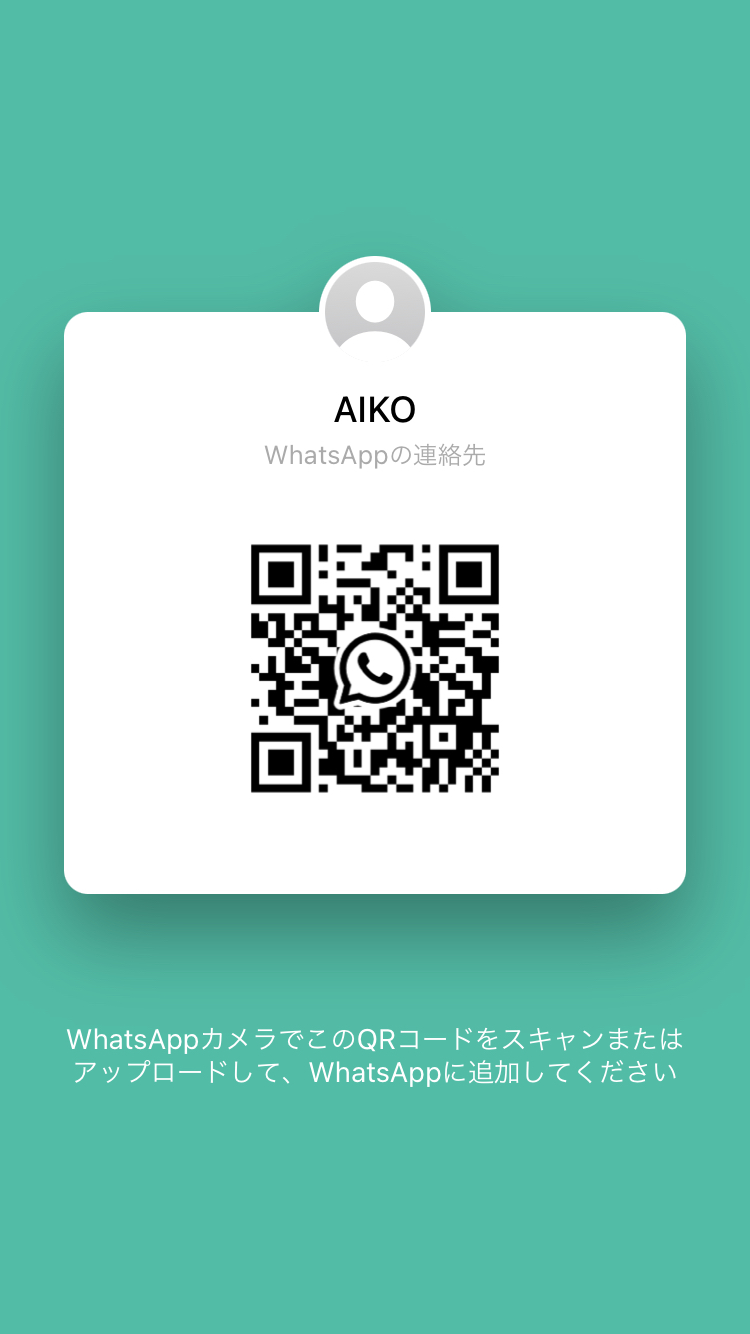 AIKO
WhatsAppの連絡先
WhatsAppカメラでこのQRコードをスキャンまたは
アップロードして、WhatsAppに追加してください